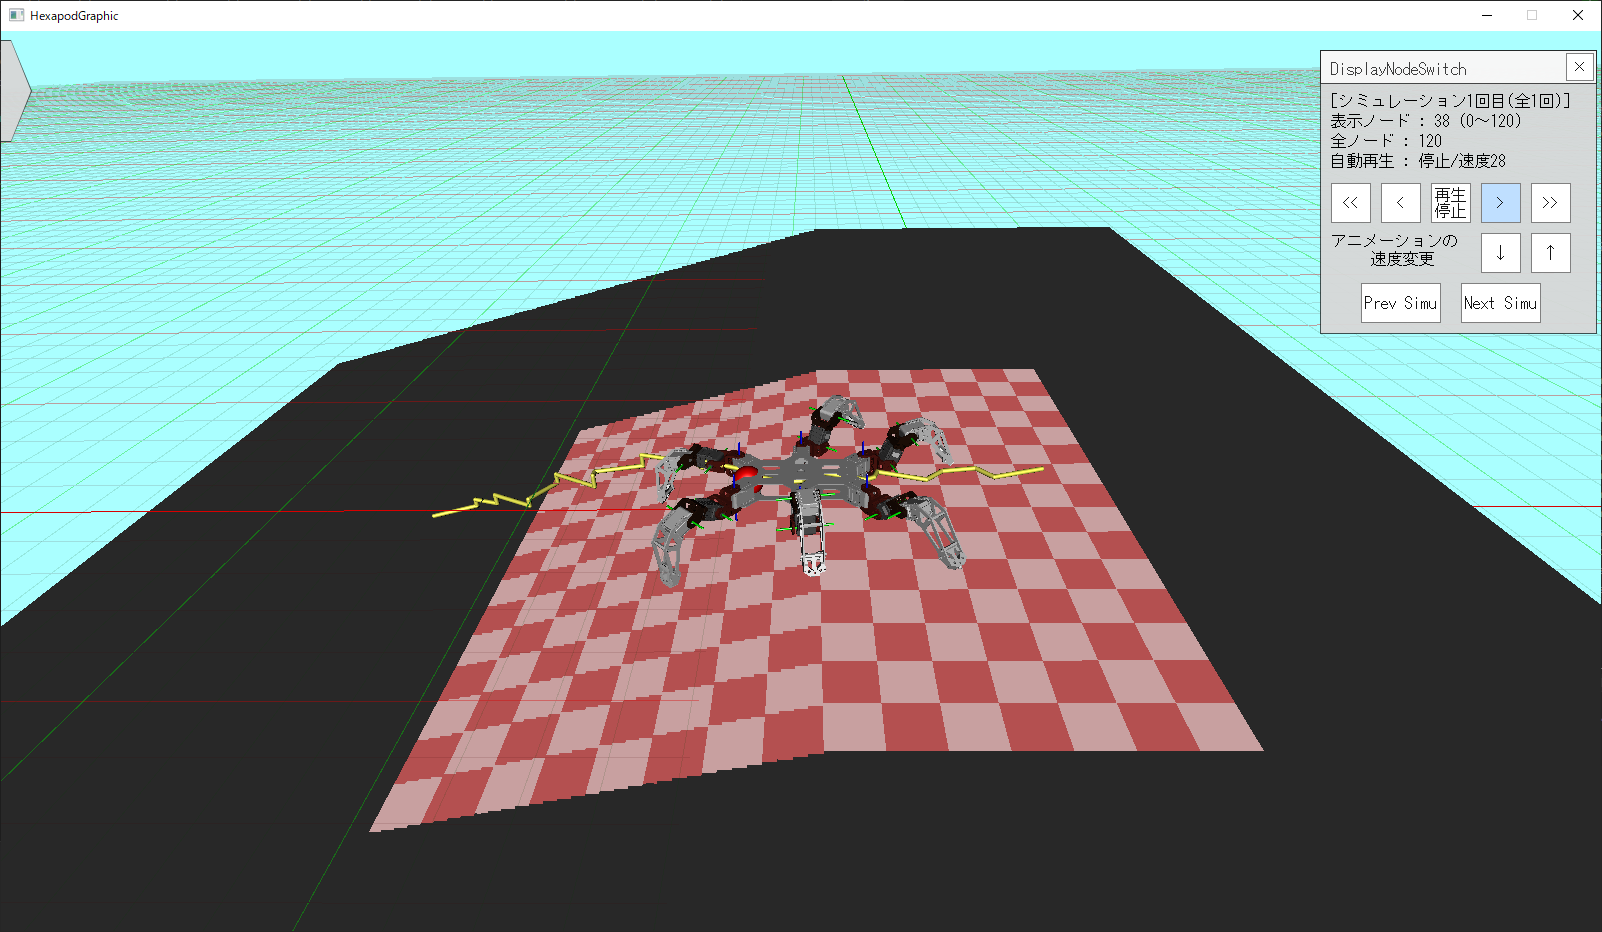 HexapodGraphic
DisplayNodeSwitch
[シミュレーション1回目(全1回)]
表示ノード : 38 (0～120)
全ノード : 120
自動再生 : 停止/速度28
<< < 再生停止 > >>
アニメーションの
速度変更
↓ ↑
Prev Simu Next Simu